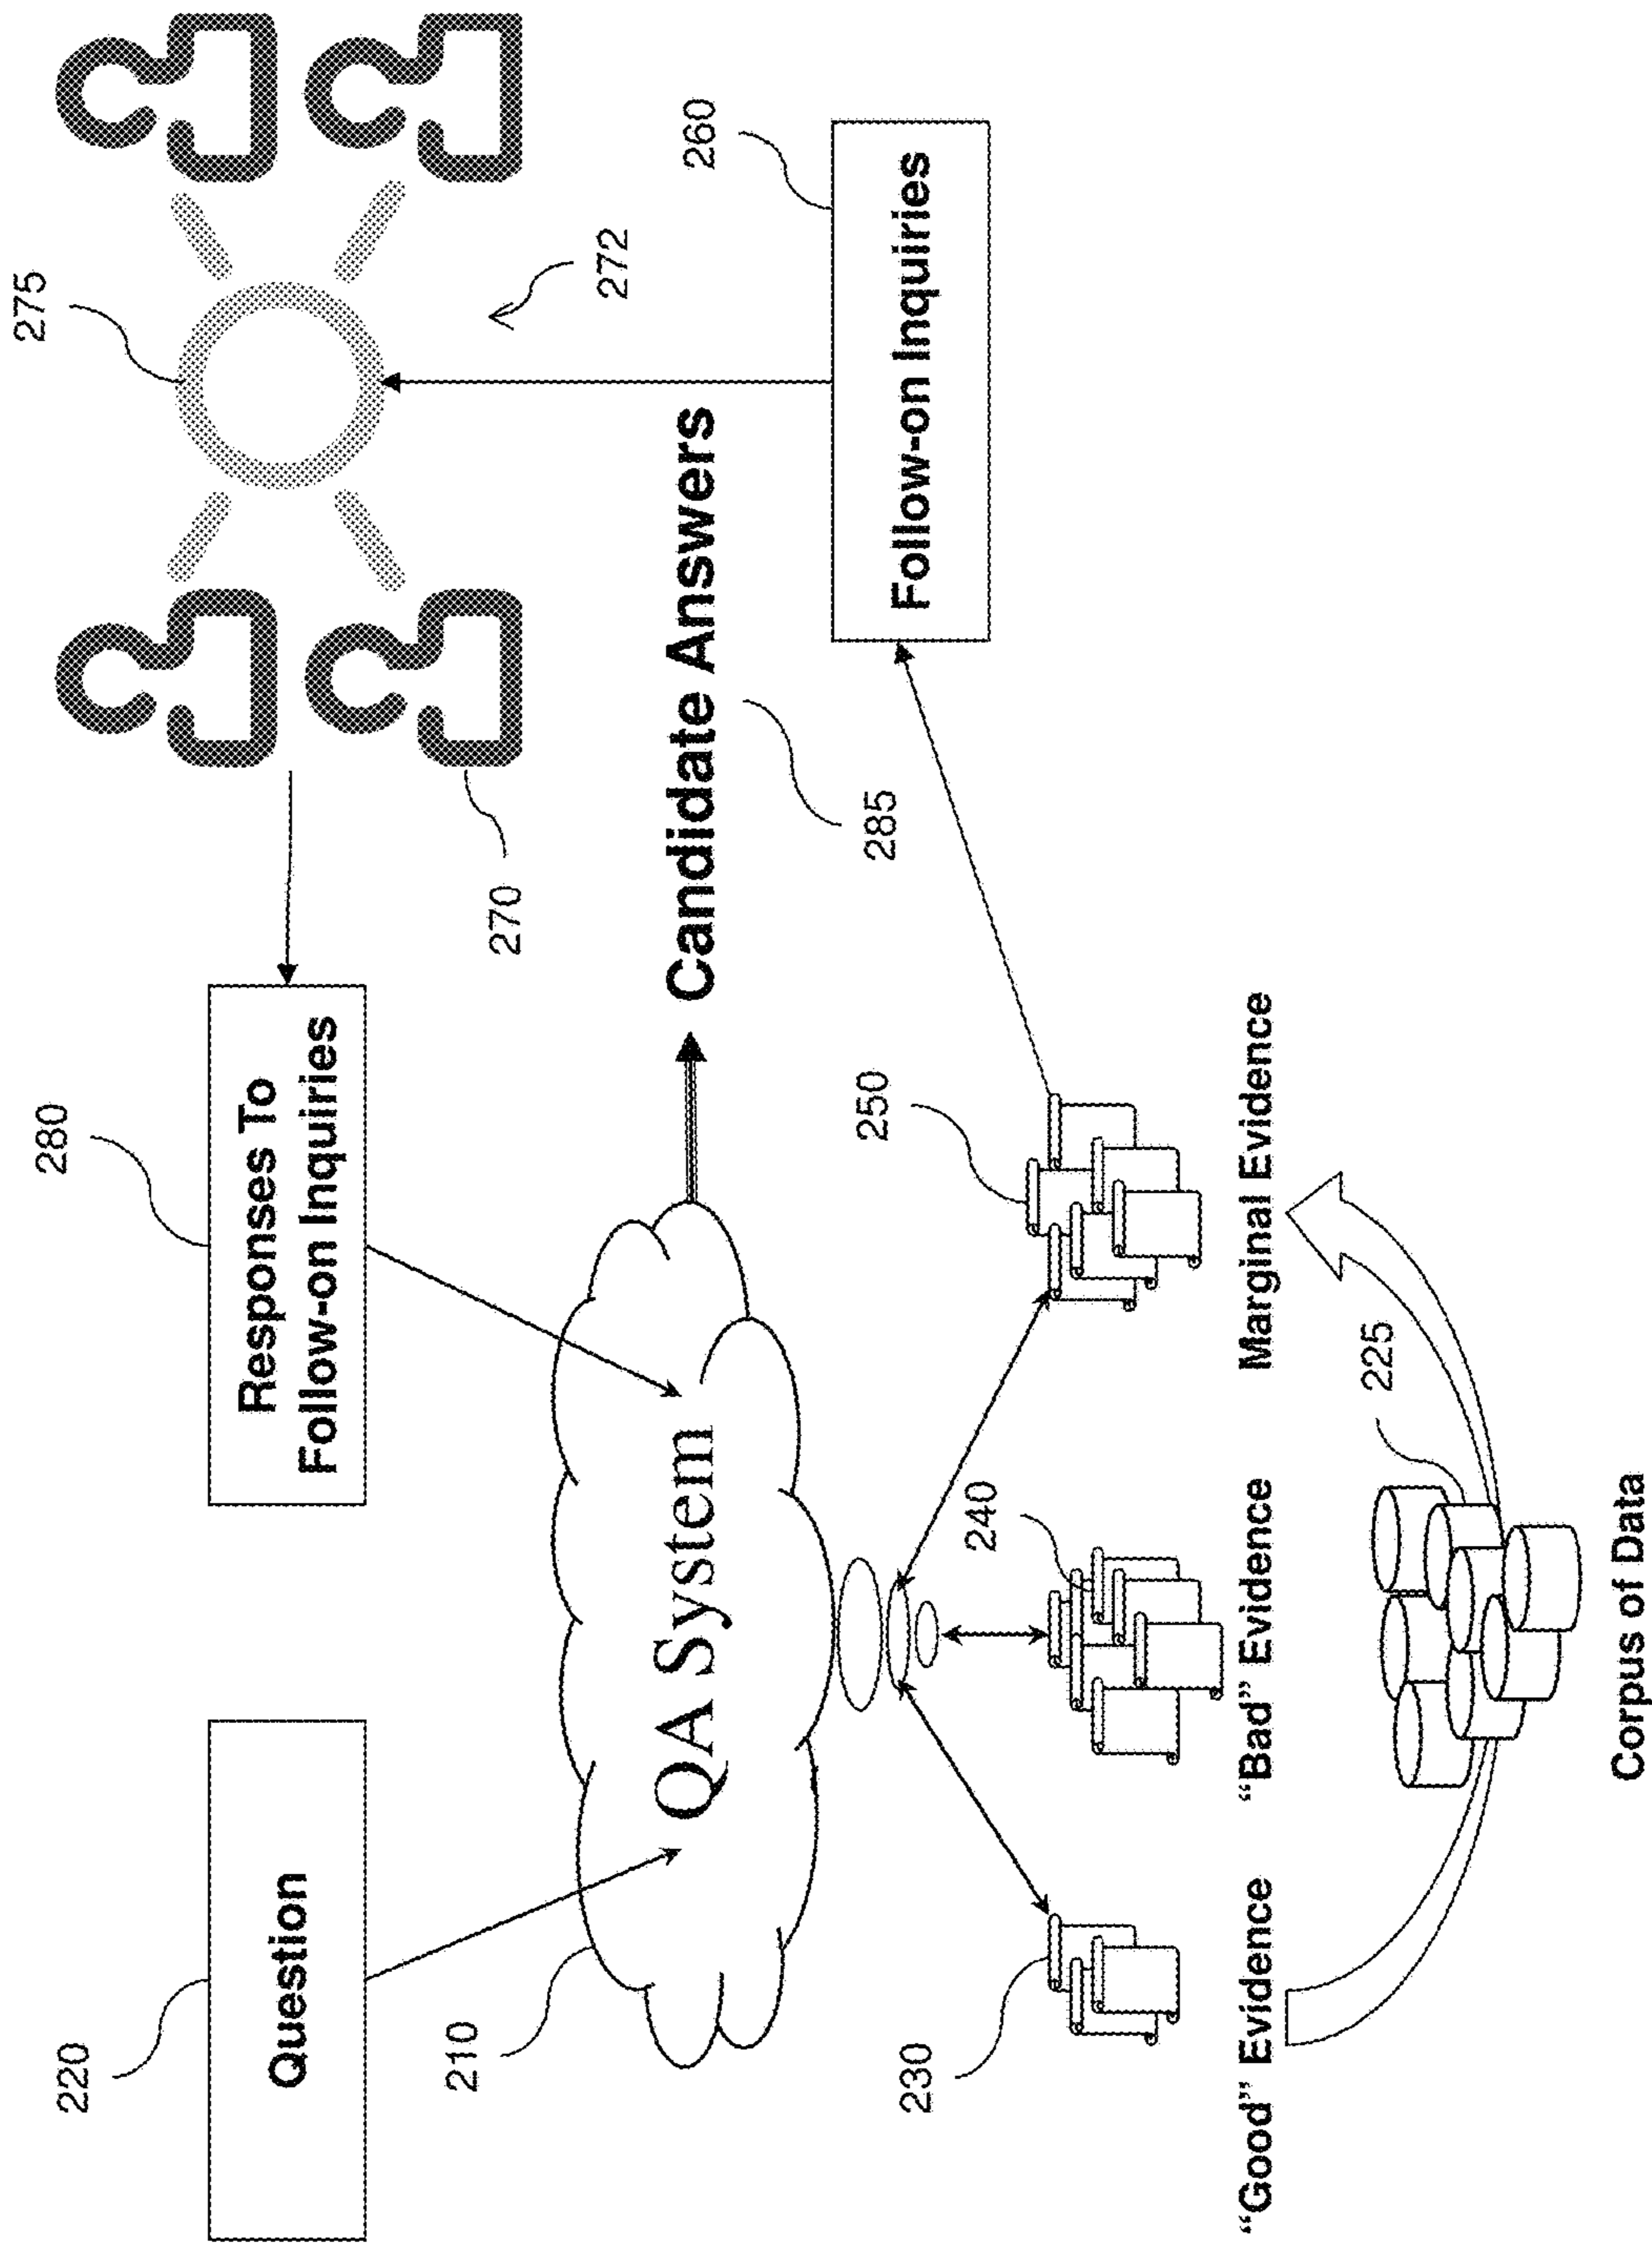 220
Question
280
Responses To
Follow-on Inquiries
275
270
272
210
QA System
Candidate Answers
285
260
Follow-on Inquiries
230
"Good" Evidence
240
"Bad" Evidence
250
Marginal Evidence
225
Corpus of Data